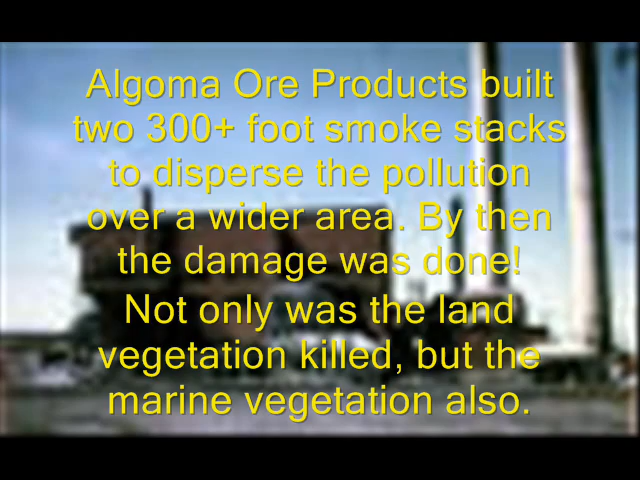 Algoma Ore Products built
two 300+ foot smoke stacks
to disperse the pollution
over a wider area. By then
the damage was done!
Not only was the land
vegetation killed, but the
marine vegetation also.